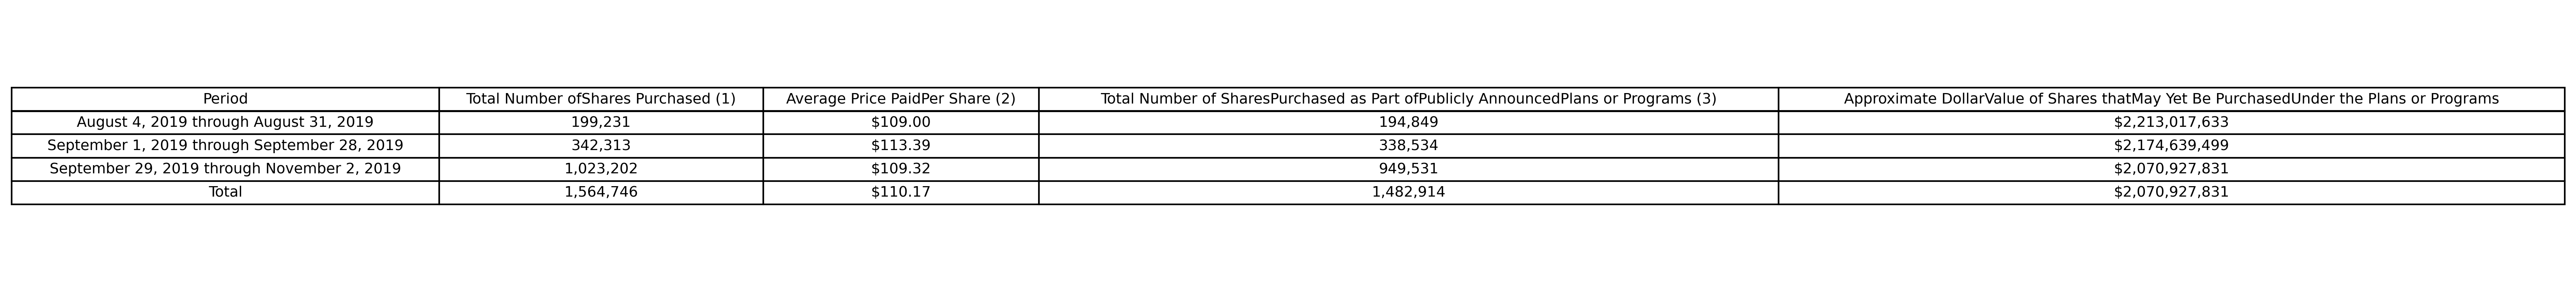 Period Total Number ofShares Purchased (1) Average Price PaidPer Share (2) Total Number of SharesPurchased as Part ofPublicly AnnouncedPlans or Programs (3) Approximate DollarValue of Shares thatMay Yet Be PurchasedUnder the Plans or Programs
August 4, 2019 through August 31, 2019 199,231 $109.00 194,849 $2,213,017,633
September 1, 2019 through September 28, 2019 342,313 $113.39 338,534 $2,174,639,499
September 29, 2019 through November 2, 2019 1,023,202 $109.32 949,531 $2,070,927,831
Total 1,564,746 $110.17 1,482,914 $2,070,927,831